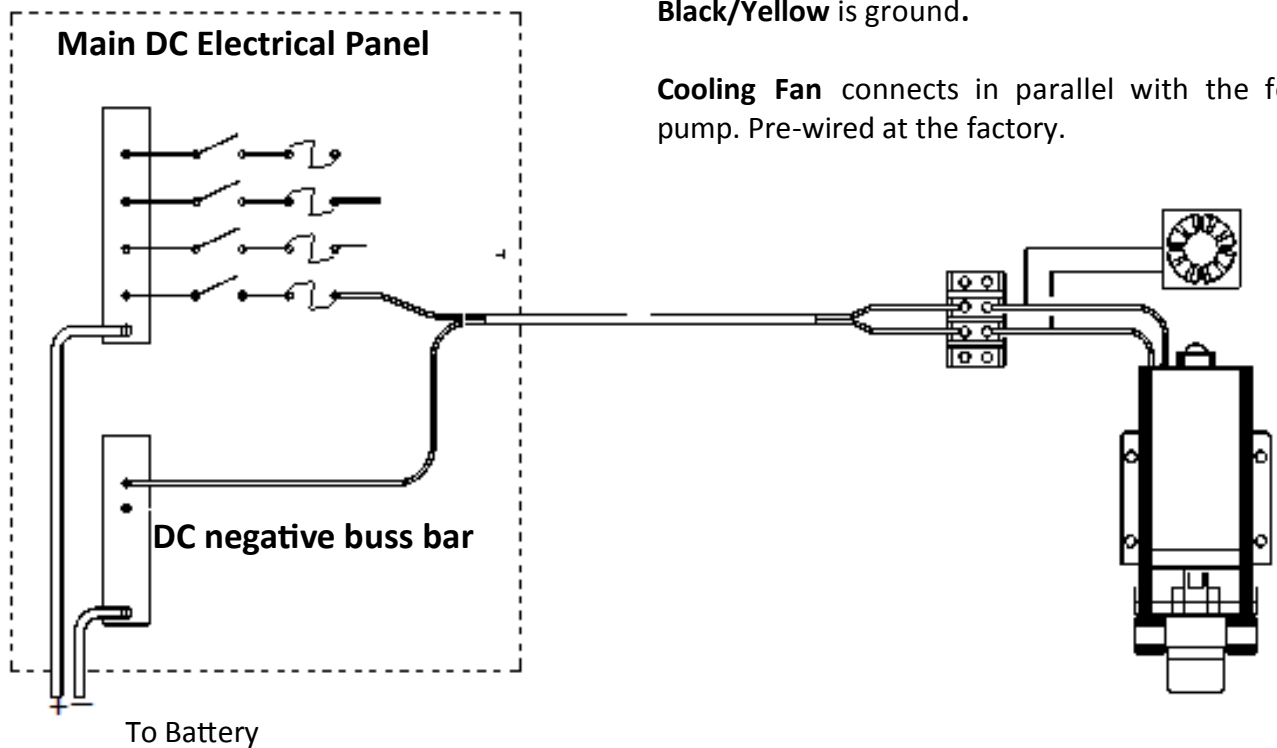 Black/Yellow is ground.
Main DC Electrical Panel
Cooling Fan connects in parallel with the
pump. Pre-wired at the factory.
DC negative buss bar
+ –
To Battery